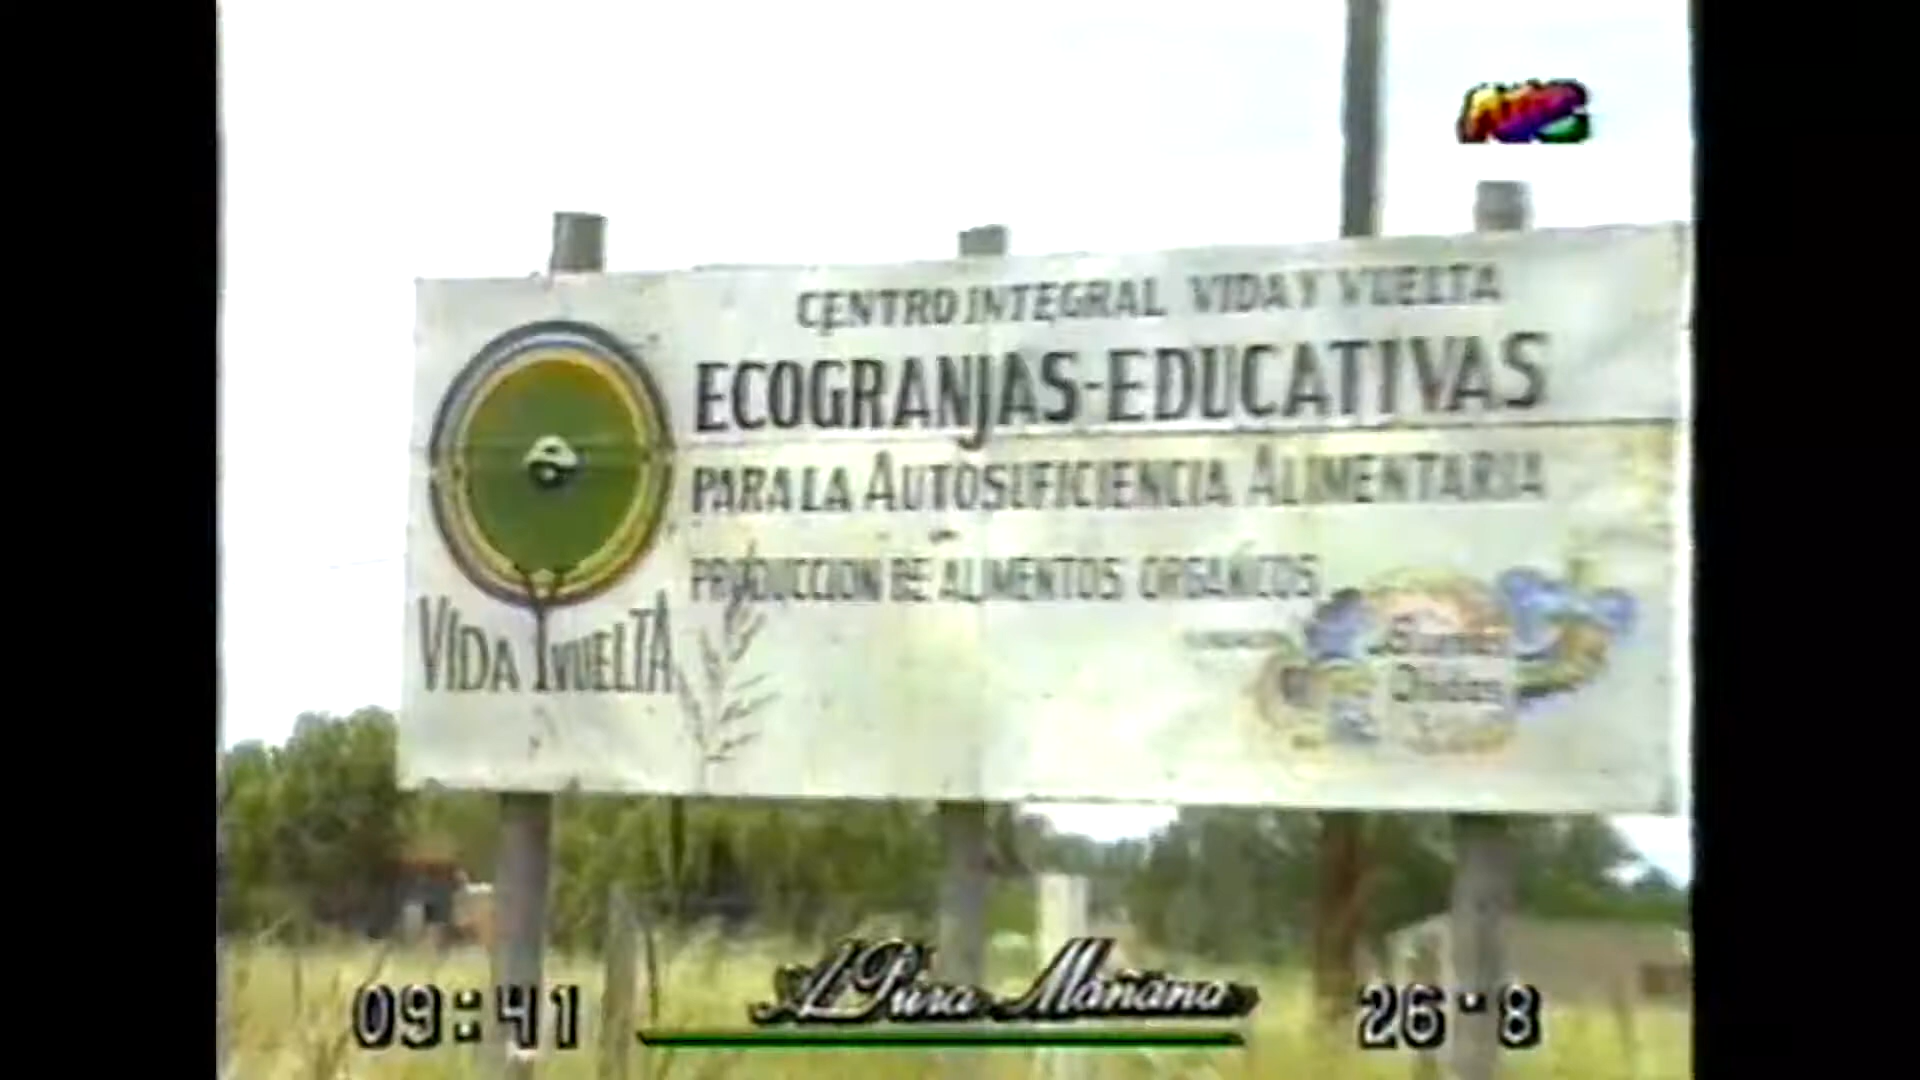 CENTRO INTEGRAL VIDA Y VUELTA
ECOGRANJAS-EDUCATIVAS
PARA LA AUTOSUFICIENCIA ALIMENTARIA
PRODUCCION DE ALIMENTOS ORGANICOS
VIDA Y VUELTA
A Pura Mañana
09:41
26-8